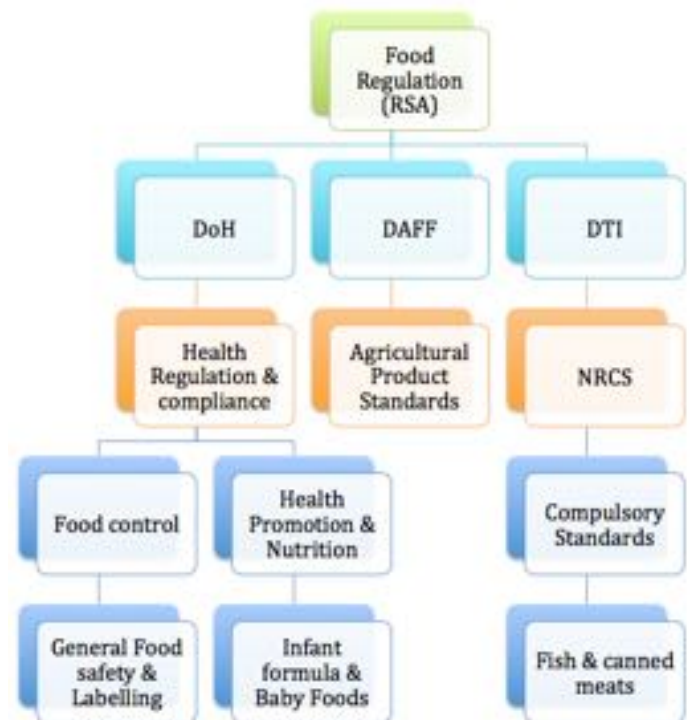 Food
Regulation
(RSA)
DoH
DAFF
DTI
Health
Regulation &
compliance
Agricultural
Product
Standards
NRCS
Food control
Health
Promotion &
Nutrition
Compulsory
Standards
General Food
safety &
Labelling
Infant
formula &
Baby Foods
Fish & canned
meats